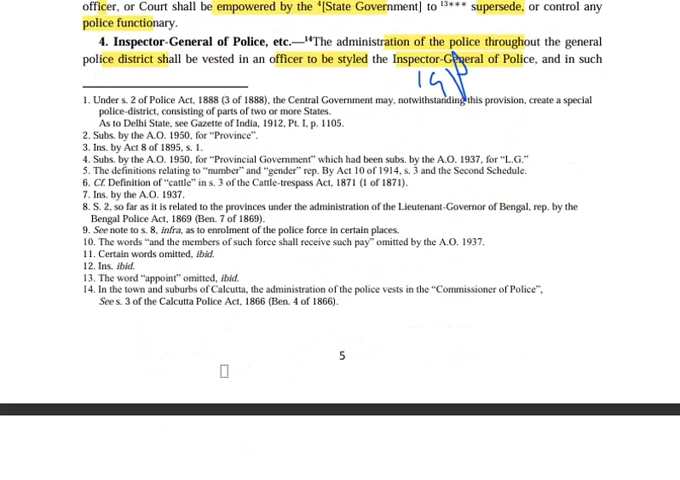 officer, or Court shall be empowered by the ⁴[State Government] to ¹³*** supersede, or control any
police functionary.
4. Inspector-General of Police, etc.—¹⁴The administration of the police throughout the general
police district shall be vested in an officer to be styled the Inspector-General of Police, and in such
1. Under s. 2 of Police Act, 1888 (3 of 1888), the Central Government may, notwithstanding this provision, create a special
police-district, consisting of parts of two or more States.
As to Delhi State, see Gazette of India, 1912, Pt. I, p. 1105.
2. Subs. by the A.O. 1950, for “Province”.
3. Ins. by Act 8 of 1895, s. 1.
4. Subs. by the A.O. 1950, for “Provincial Government” which had been subs. by the A.O. 1937, for “L.G.”
5. The definitions relating to “number” and “gender” rep. By Act 10 of 1914, s. 3 and the Second Schedule.
6. Cf. Definition of “cattle” in s. 3 of the Cattle-trespass Act, 1871 (1 of 1871).
7. Ins. by the A.O. 1937.
8. S. 2, so far as it is related to the provinces under the administration of the Lieutenant-Governor of Bengal, rep. by the
Bengal Police Act, 1869 (Ben. 7 of 1869).
9. See note to s. 8, infra, as to enrolment of the police force in certain places.
10. The words “and the members of such force shall receive such pay” omitted by the A.O. 1937.
11. Certain words omitted, ibid.
12. Ins. ibid.
13. The word “appoint” omitted, ibid.
14. In the town and suburbs of Calcutta, the administration of the police vests in the “Commissioner of Police”,
See s. 3 of the Calcutta Police Act, 1866 (Ben. 4 of 1866).
5